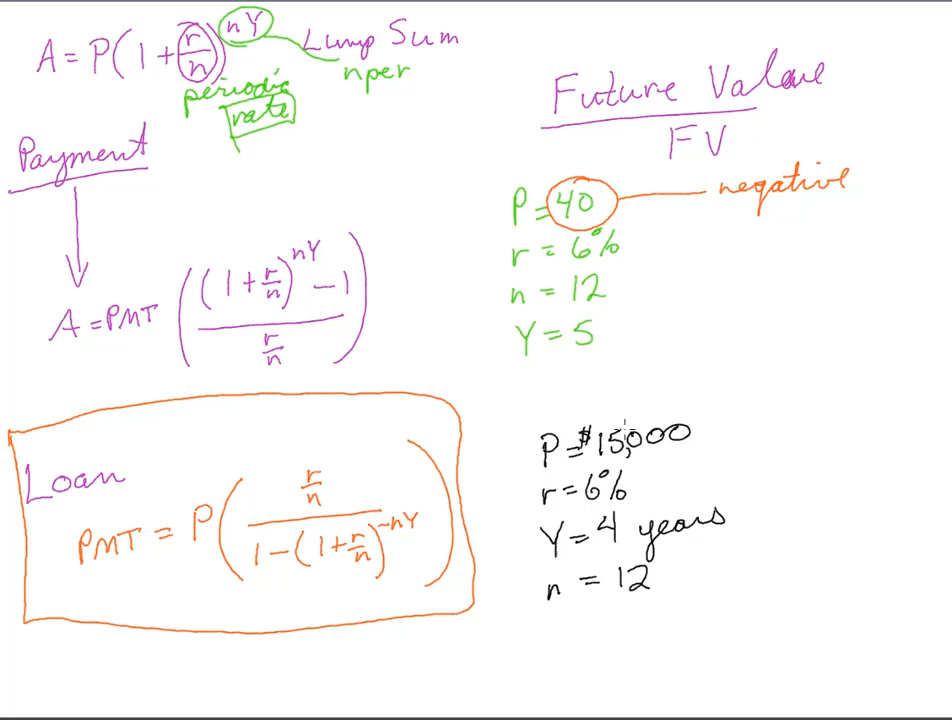 A = P(1 + r/n)^nY Lump Sum
nper
periodic
rate
Payment
A = PMT (((1 + r/n)^nY - 1) / (r/n))
Loan
PMT = P((r/n) / (1 - (1 + r/n)^-nY))
Future Value
FV
P = 40 negative
r = 6%
n = 12
Y = 5
P = $15,000
r = 6%
Y = 4 years
n = 12